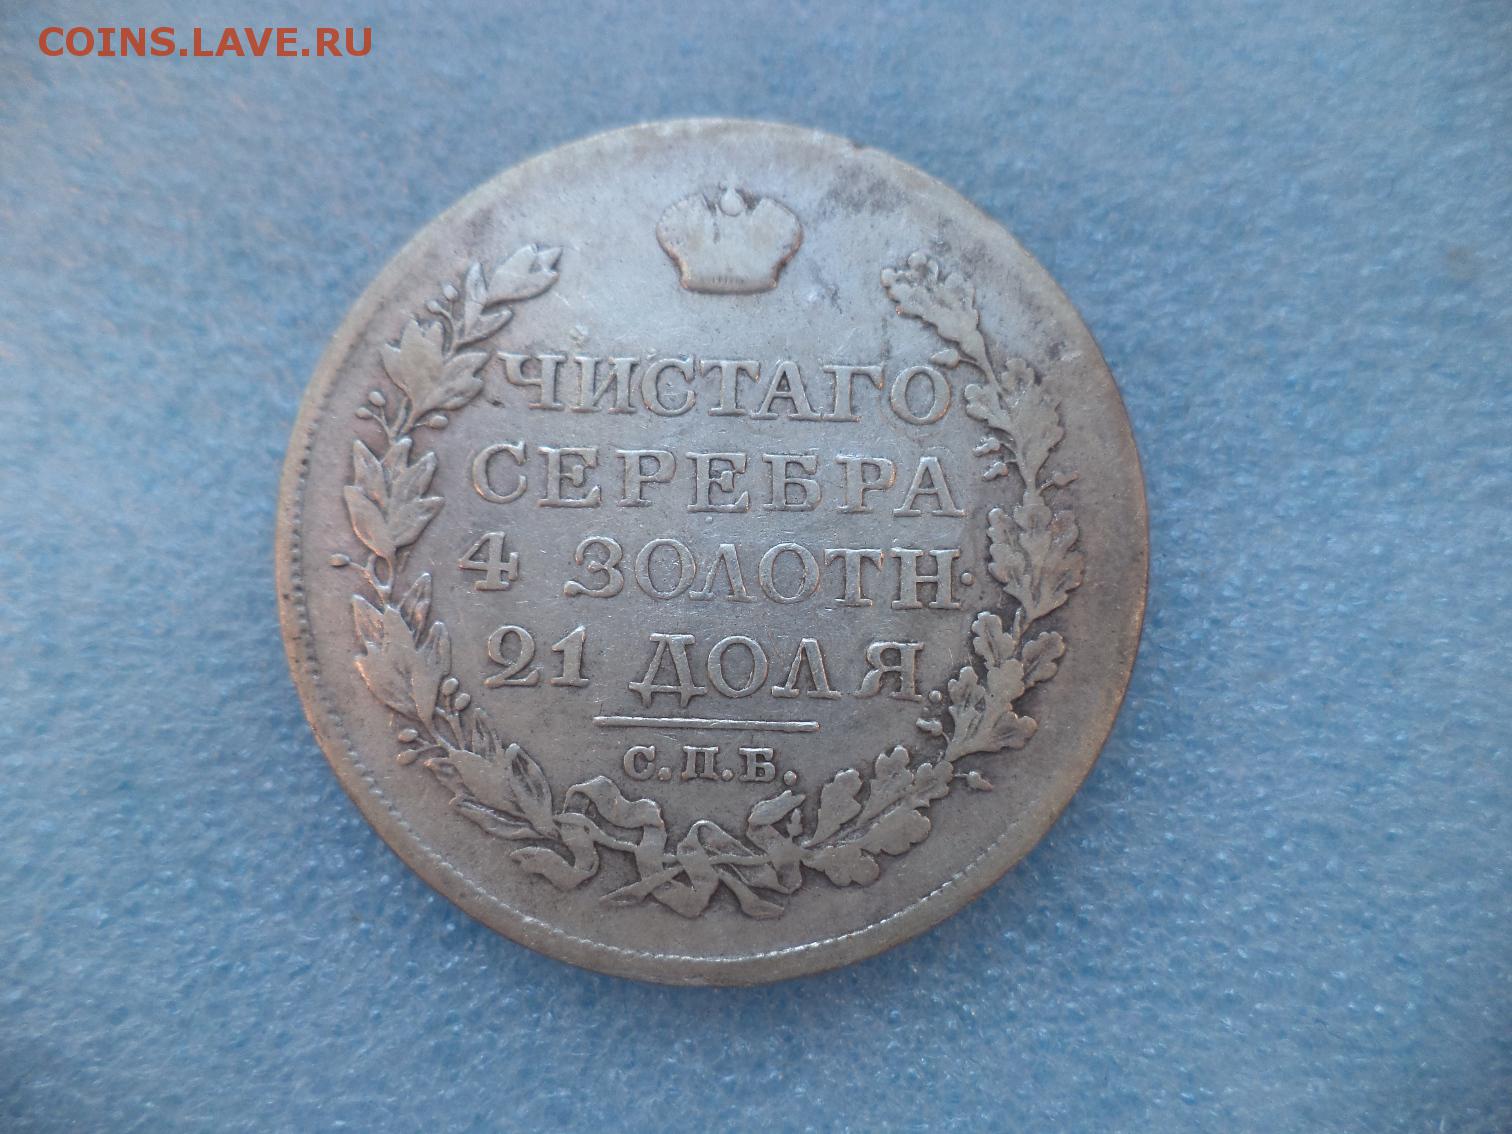 COINS.LAVE.RU
ЧИСТАГО
СЕРЕБРА
4 ЗОЛОТН.
21 ДОЛЯ.
С.П.Б.